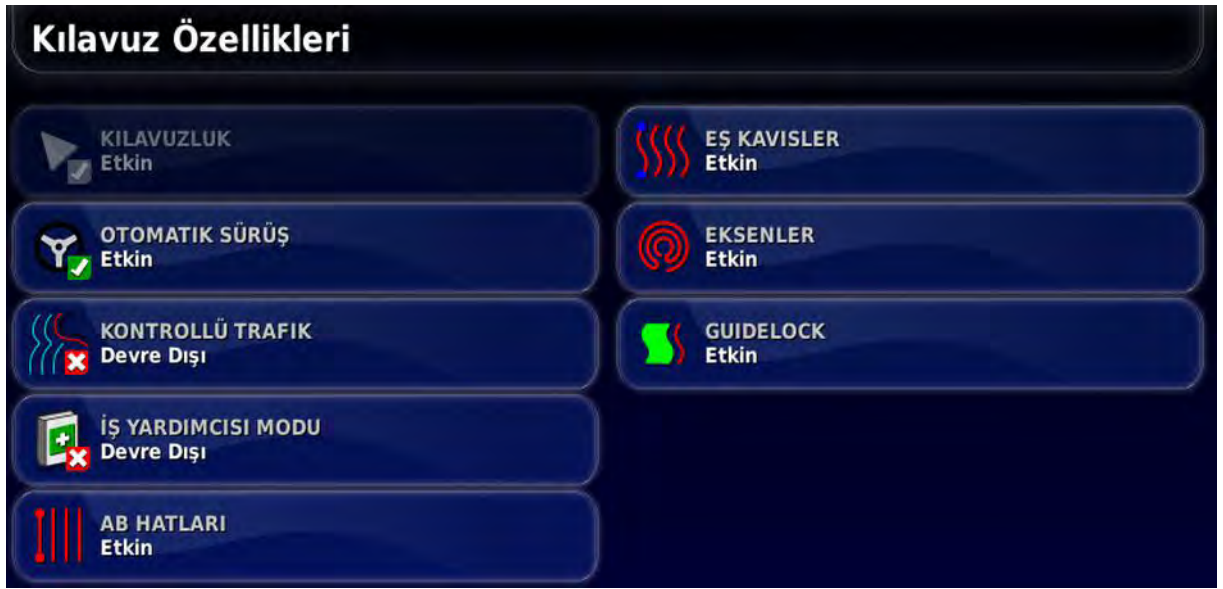 Kılavuz Özellikleri
KILAVUZLUK
Etkin
OTOMATIK SÜRÜŞ
Etkin
KONTROLLÜ TRAFIK
Devre Dışı
İŞ YARDIMCISI MODU
Devre Dışı
AB HATLARI
Etkin
EŞ KAVISLER
Etkin
EKSENLER
Etkin
GUIDELOCK
Etkin